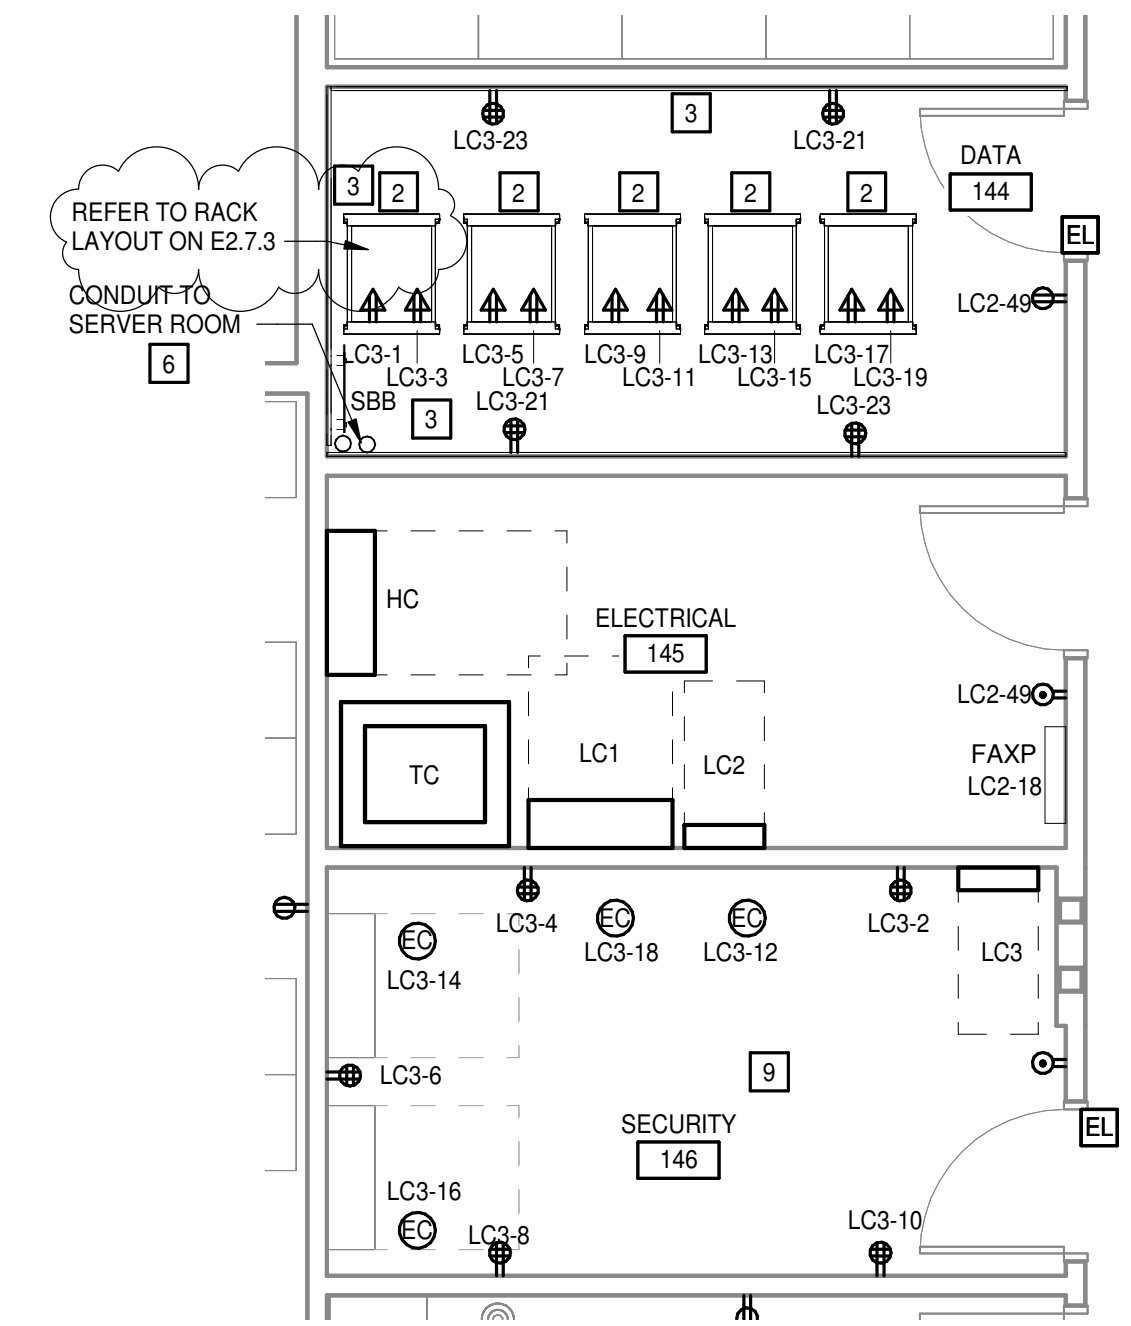 3
LC3-23
LC3-21
DATA
144
3
2
2
2
2
2
REFER TO RACK
LAYOUT ON E2.7.3
EL
CONDUIT TO
SERVER ROOM
6
LC2-49
LC3-1
LC3-5
LC3-9
LC3-13
LC3-17
LC3-3
LC3-7
LC3-11
LC3-15
LC3-19
SBB
3
LC3-21
LC3-23
HC
ELECTRICAL
145
LC2-49
LC1
LC2
TC
FAXP
LC2-18
LC3-4
EC
LC3-18
EC
LC3-12
LC3-2
LC3
EC
LC3-14
LC3-6
9
SECURITY
146
EL
LC3-16
EC
LC3-8
LC3-10